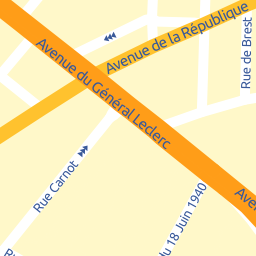 Avenue de la République
Rue de Brest
Avenue du Général Leclerc
Rue Carnot
du 18 Juin 1940